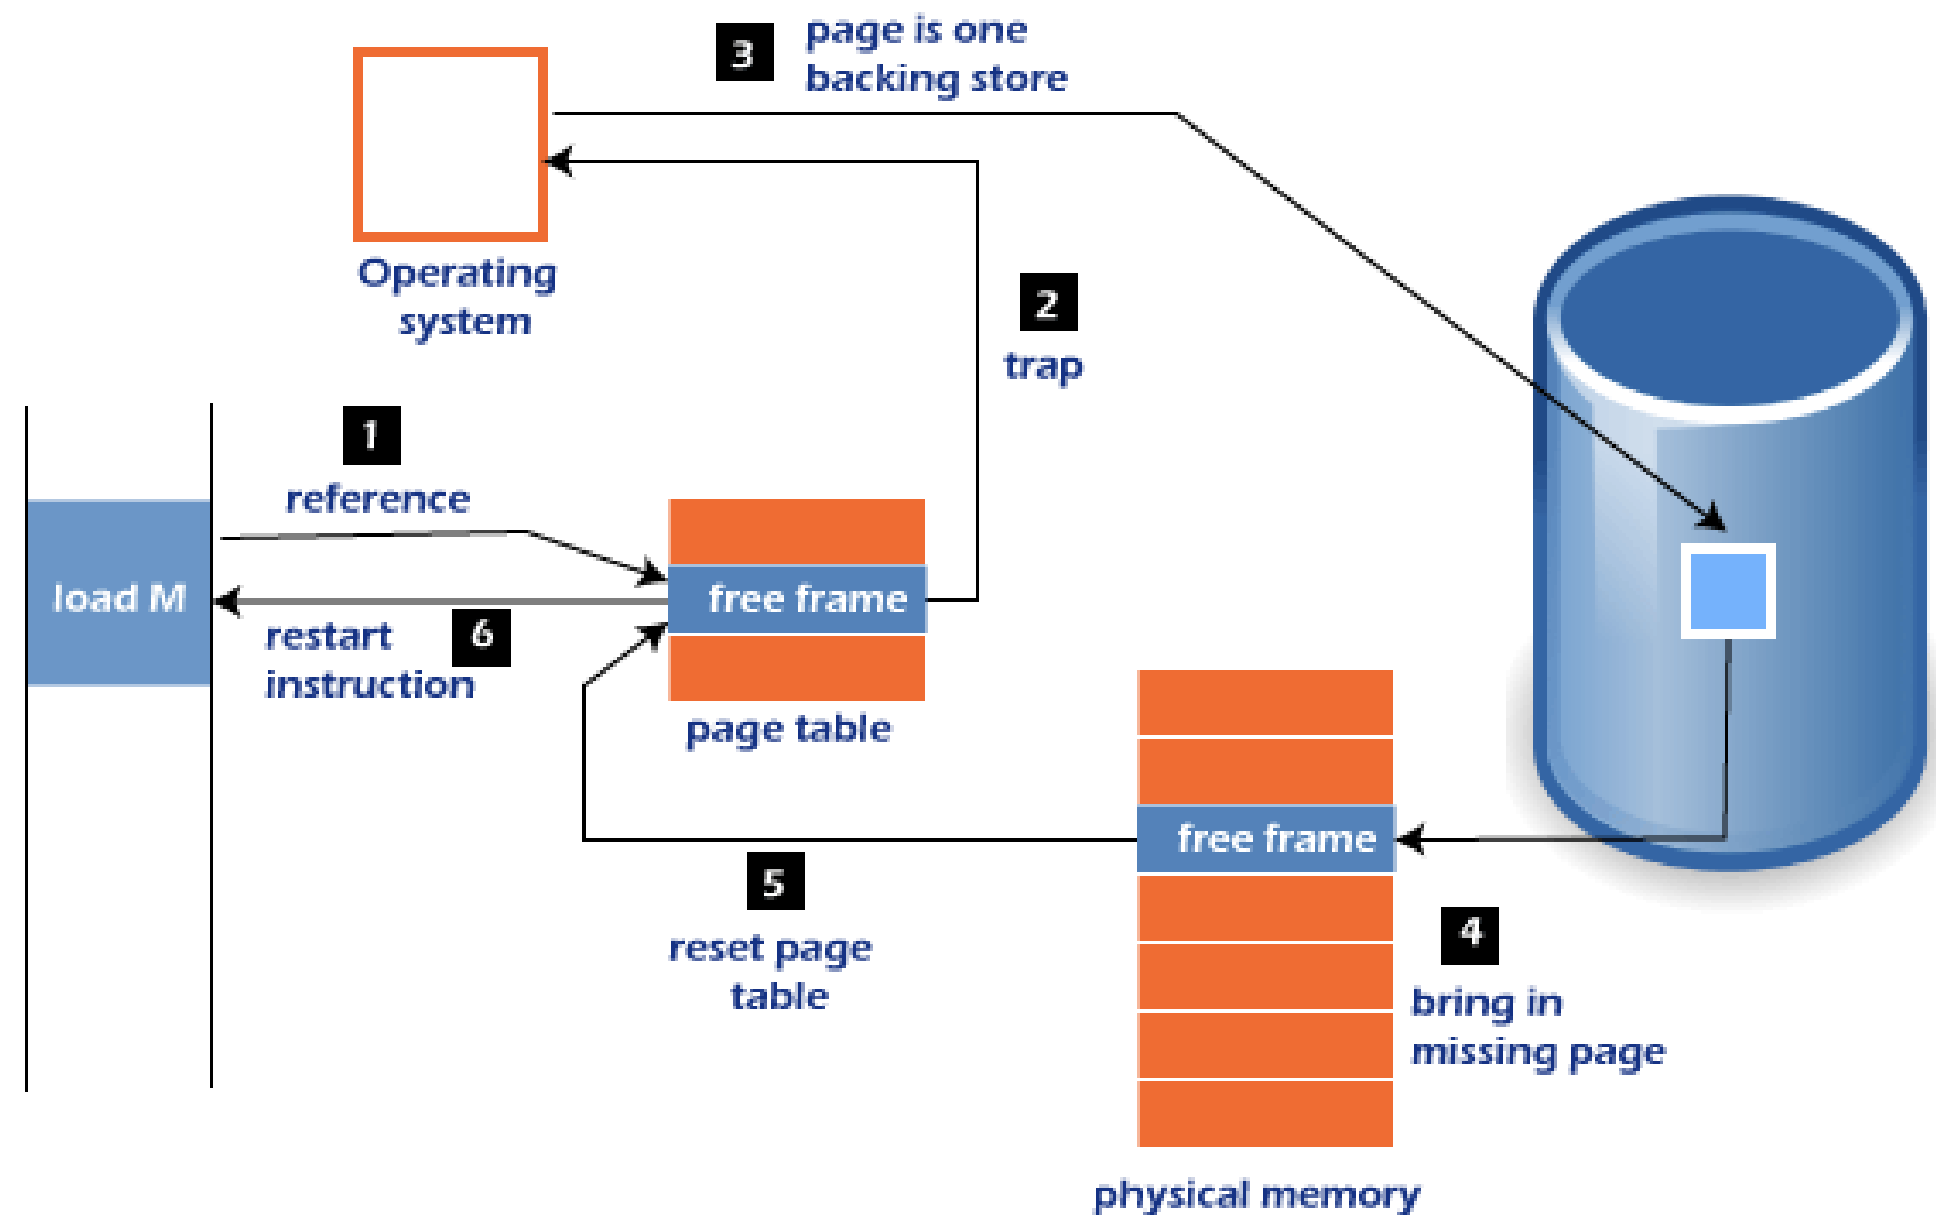 3
page is one
backing store
Operating
system
2
trap
1
reference
load M
free frame
restart
instruction
6
page table
free frame
5
reset page
table
4
bring in
missing page
physical memory